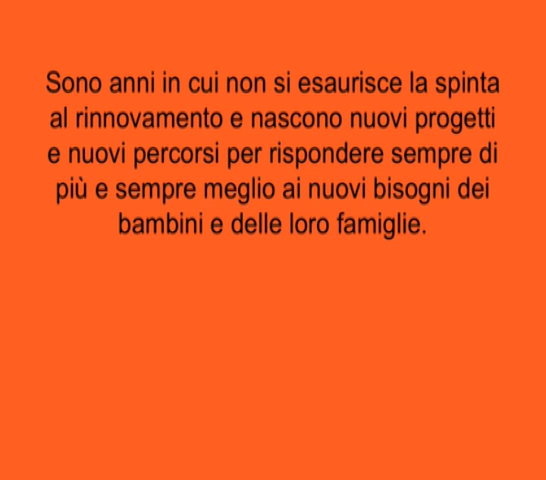 Sono anni in cui non si esaurisce la spinta
al rinnovamento e nascono nuovi progetti
e nuovi percorsi per rispondere sempre di
più e sempre meglio ai nuovi bisogni dei
bambini e delle loro famiglie.